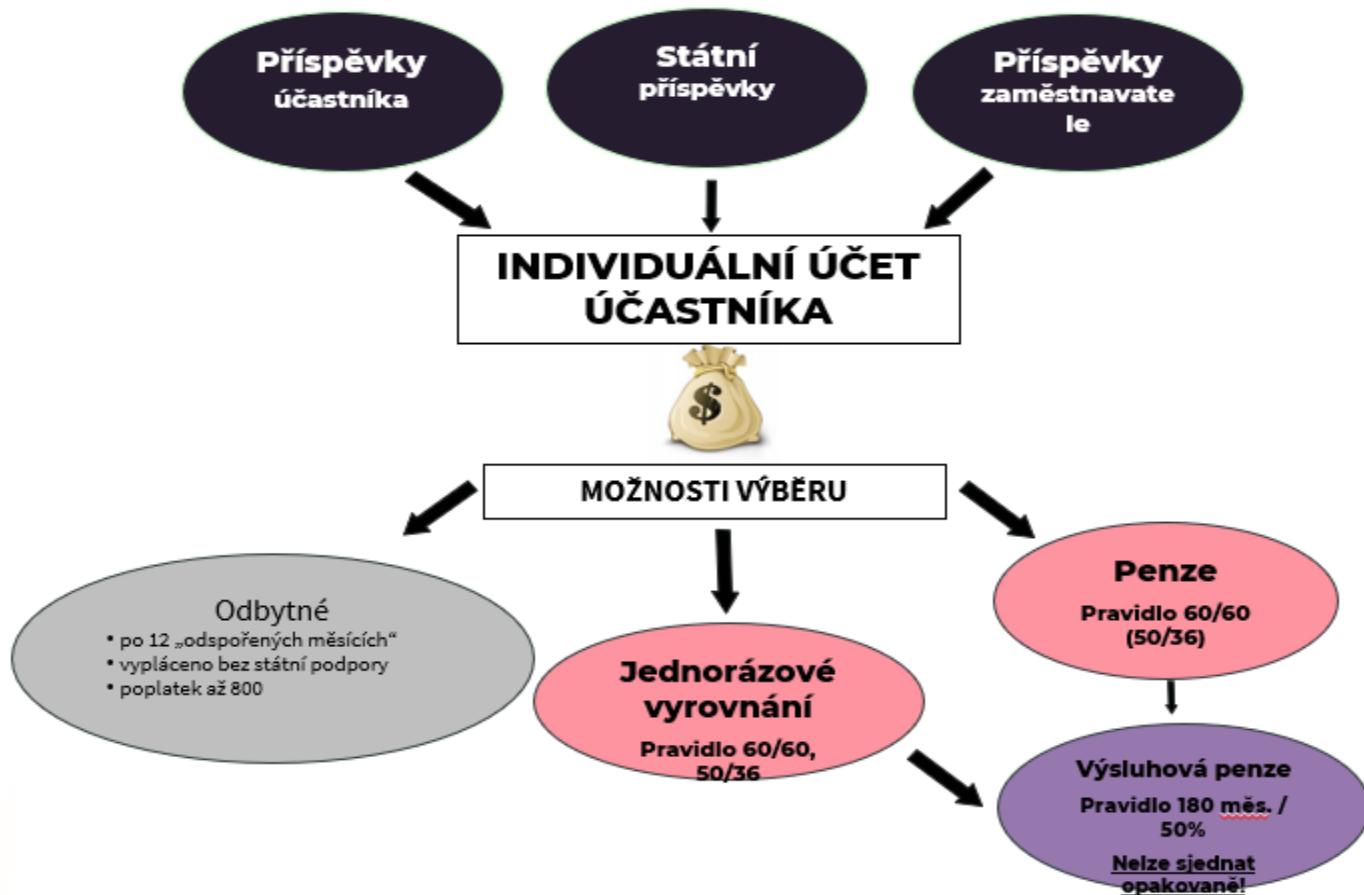 Příspěvky
účastníka
Státní
příspěvky
Příspěvky
zaměstnavate
le
INDIVIDUÁLNÍ ÚČET
ÚČASTNÍKA
$
MOŽNOSTI VÝBĚRU
Odbytné
• po 12 „odspořených měsících“
• vypláceno bez státní podpory
• poplatek až 800
Jednorázové
vyrovnání
Pravidlo 60/60,
50/36
Penze
Pravidlo 60/60
(50/36)
Výsluhová penze
Pravidlo 180 měs. /
50%
Nelze sjednat
opakovaně!